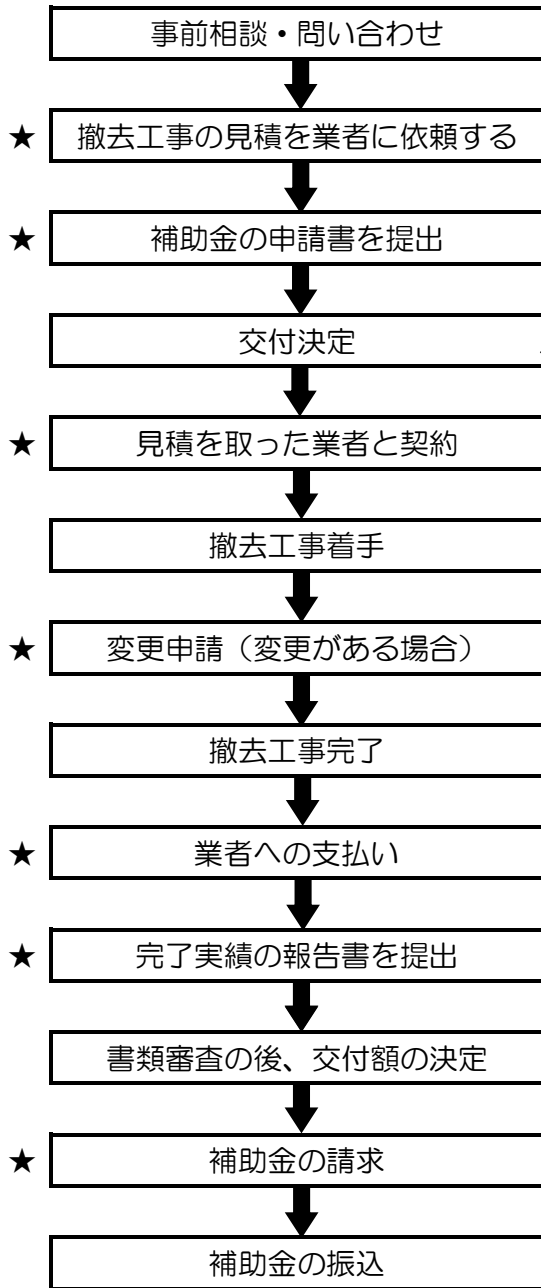 事前相談・問い合わせ
★ 撤去工事の見積を業者に依頼する
★ 補助金の申請書を提出
交付決定
★ 見積を取った業者と契約
撤去工事着手
★ 変更申請（変更がある場合）
撤去工事完了
★ 業者への支払い
★ 完了実績の報告書を提出
書類審査の後、交付額の決定
★ 補助金の請求
補助金の振込